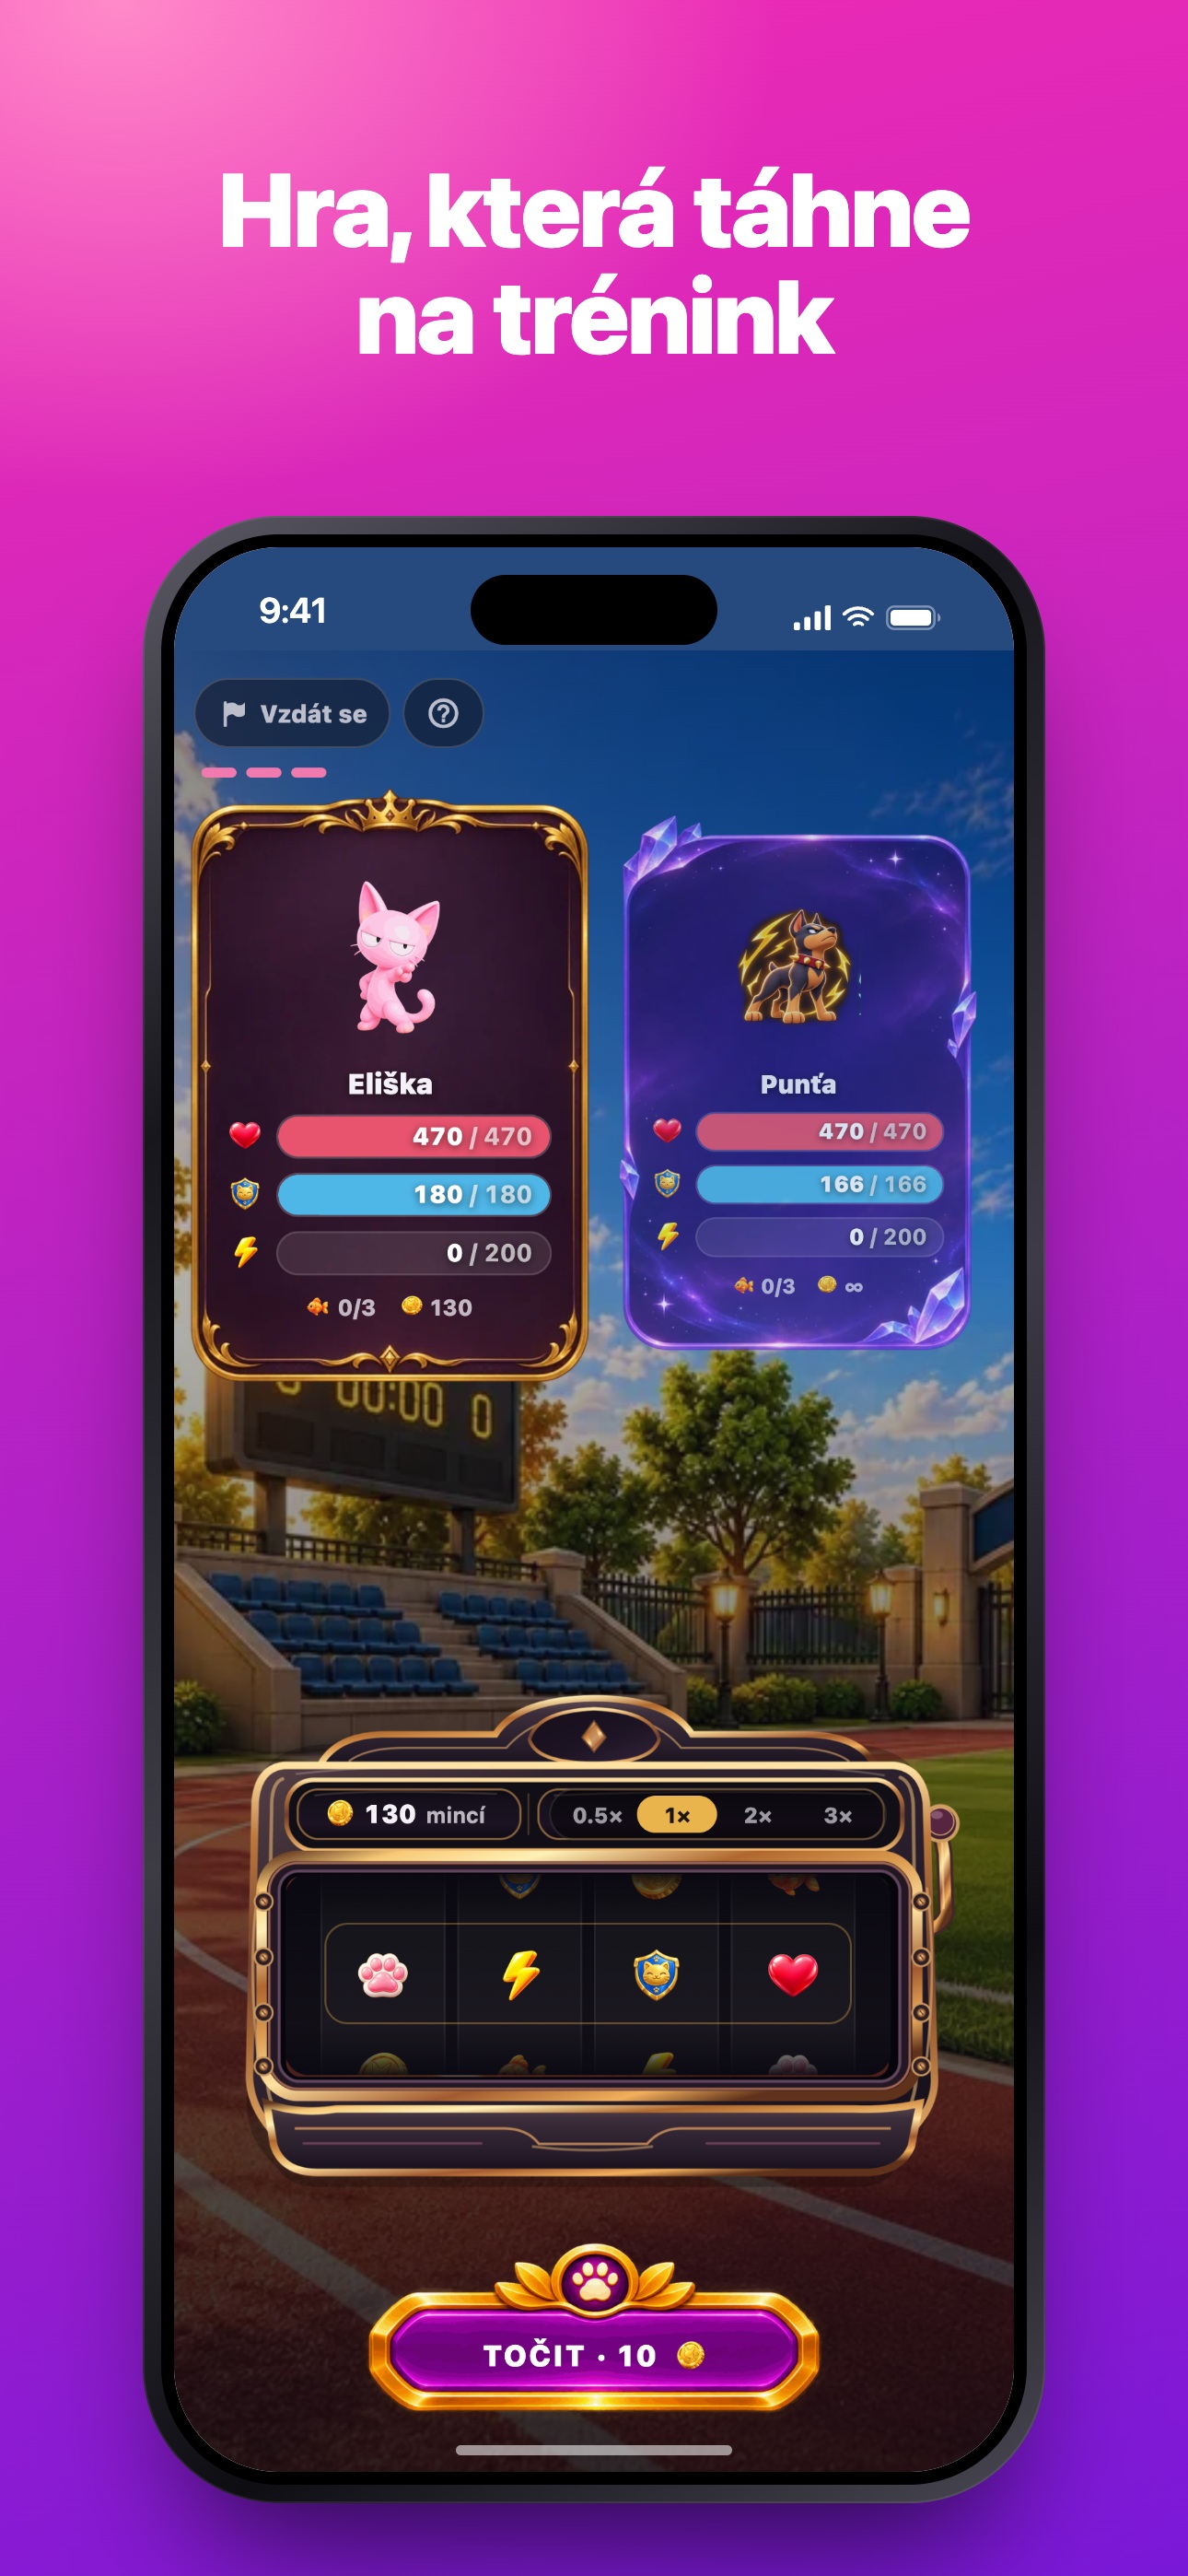 Hra, která táhne
na trénink
9:41
Vzdát se
Eliška
470 / 470
180 / 180
0 / 200
0/3 130
Punťa
470 / 470
166 / 166
0 / 200
0/3 ∞
00:00 0
130 mincí 0.5× 1× 2× 3×
TOČIT · 10